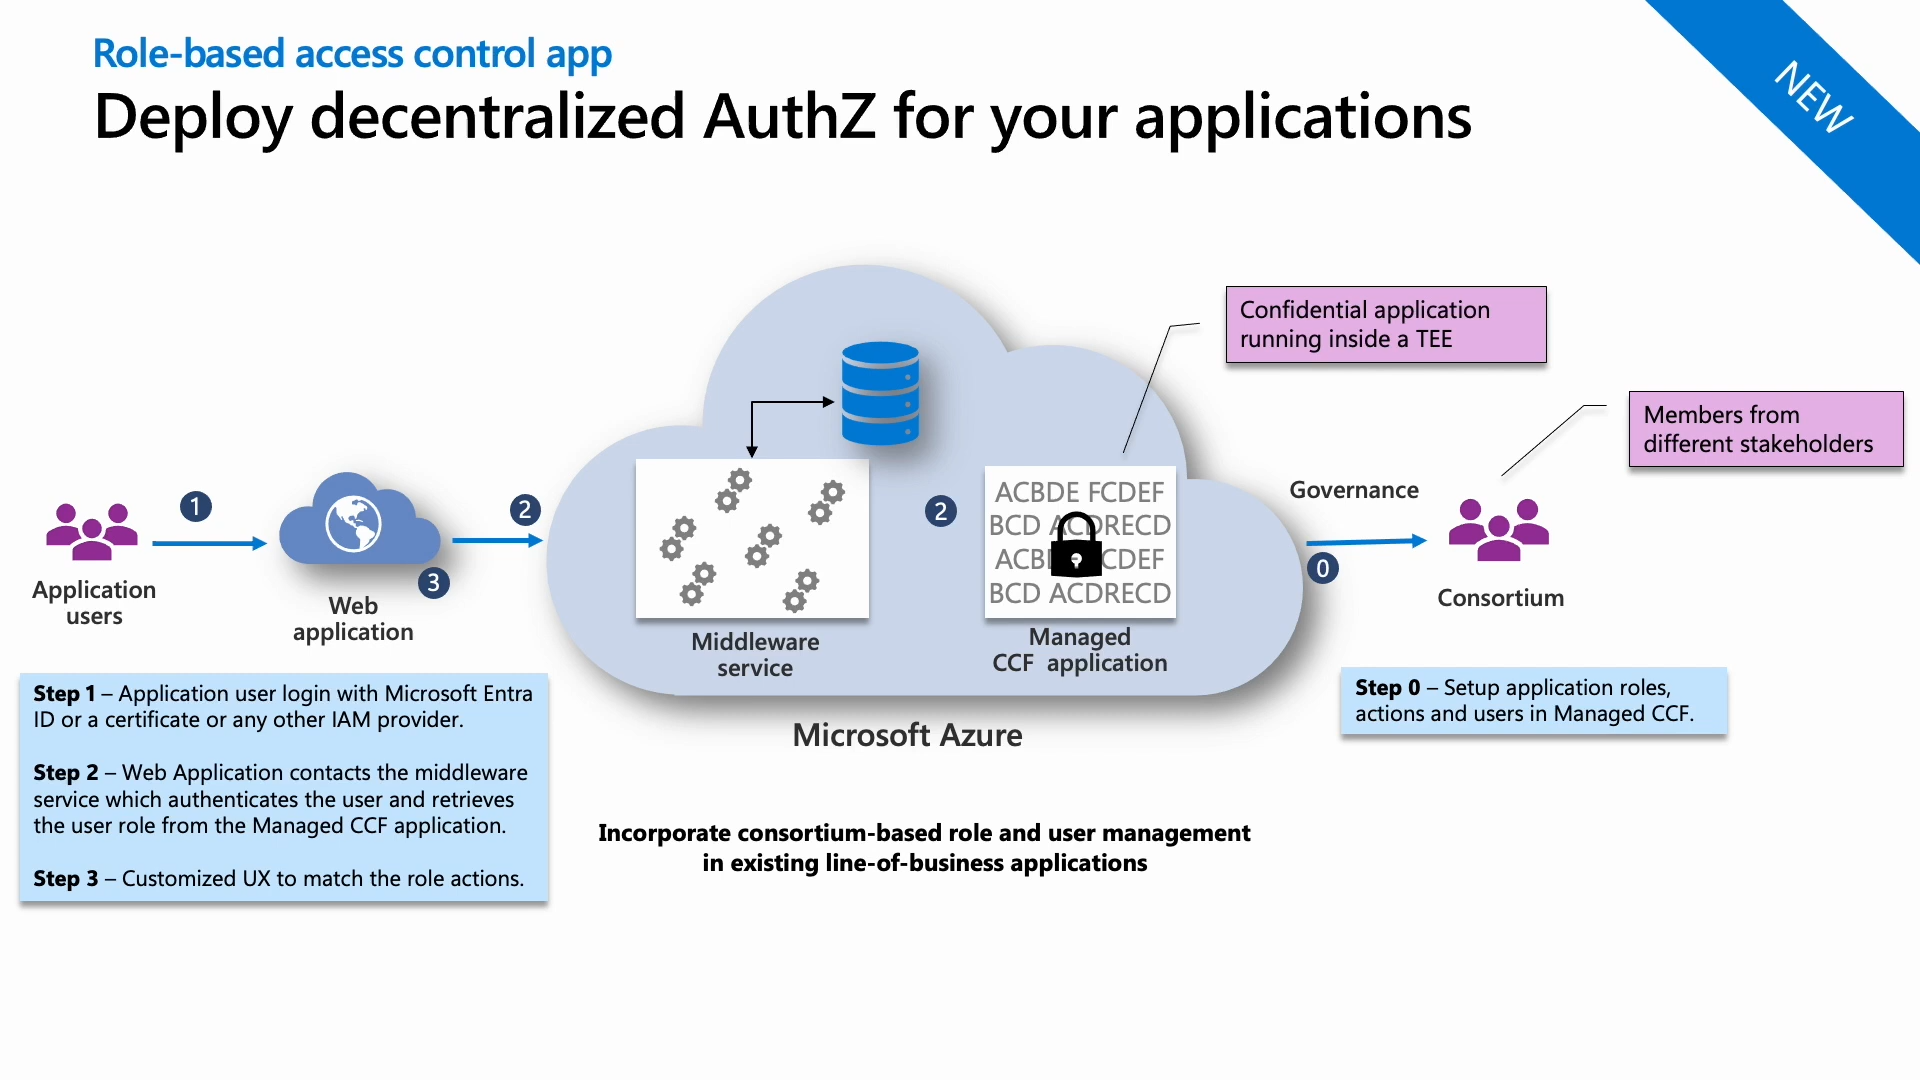 Role-based access control app
Deploy decentralized AuthZ for your applications
NEW
Confidential application
running inside a TEE
Members from
different stakeholders
1
2
3
2
ACBDE FCDEF
BCD ACDRECD
CDEF
BCD ACDRECD
Governance
0
Application
users
Web
application
Middleware
service
Managed
CCF application
Consortium
Microsoft Azure
Step 1 – Application user login with Microsoft Entra
ID or a certificate or any other IAM provider.
Step 2 – Web Application contacts the middleware
service which authenticates the user and retrieves
the user role from the Managed CCF application.
Step 3 – Customized UX to match the role actions.
Step 0 – Setup application roles,
actions and users in Managed CCF.
Incorporate consortium-based role and user management
in existing line-of-business applications